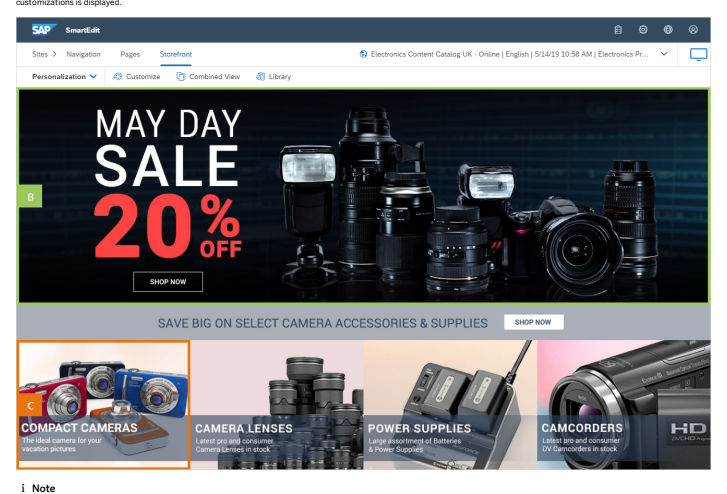 customizations is displayed.
SAP SmartEdit
Sites > Navigation Pages Storefront Electronics Content Catalog UK - Online | English | 5/14/19 10:58 AM | Electronics Pr...
Personalization Customize Combined View Library
MAY DAY
SALE
B
20% OFF
SHOP NOW
SAVE BIG ON SELECT CAMERA ACCESSORIES & SUPPLIES SHOP NOW
C
COMPACT CAMERAS
The ideal camera for your
vacation pictures
CAMERA LENSES
Latest pro and consumer
Camera Lenses in stock
POWER SUPPLIES
Large assortment of Batteries
& Power Supplies
CAMCORDERS
Latest pro and consumer
DV Camcorders in stock
HD
i Note